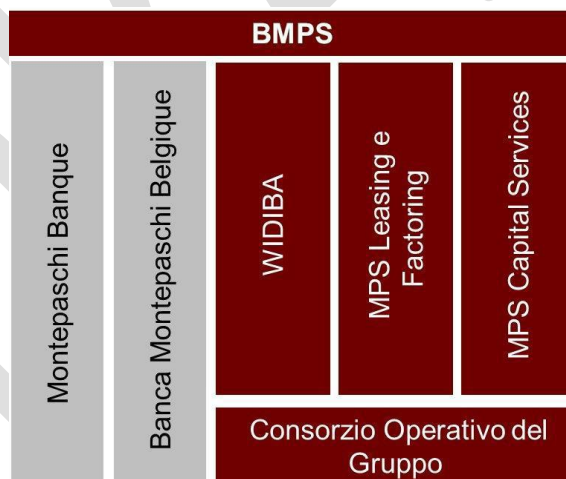 BMPS
Montepaschi Banque
Banca Montepaschi Belgique
WIDIBA
MPS Leasing e
Factoring
MPS Capital Services
Consorzio Operativo del
Gruppo